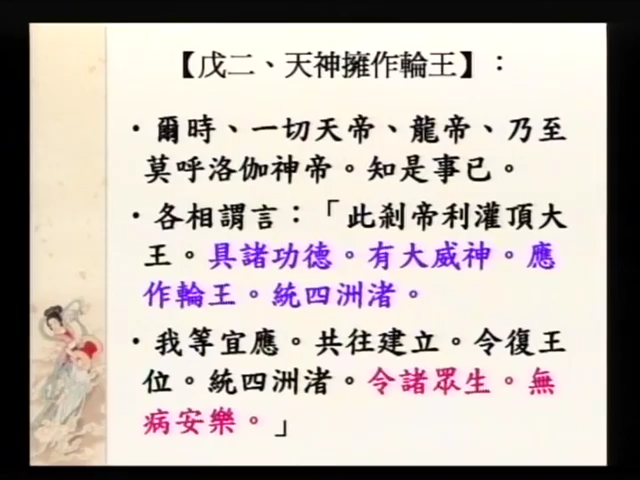 【戊二、天神擁作輪王】：
・爾時、一切天帝、龍帝、乃至
莫呼洛伽神帝。知是事已。
・各相謂言：「此剎帝利灌頂大
王。具諸功德。有大威神。應
作輪王。統四洲渚。
・我等宜應。共往建立。令復王
位。統四洲渚。令諸眾生。無
病安樂。」